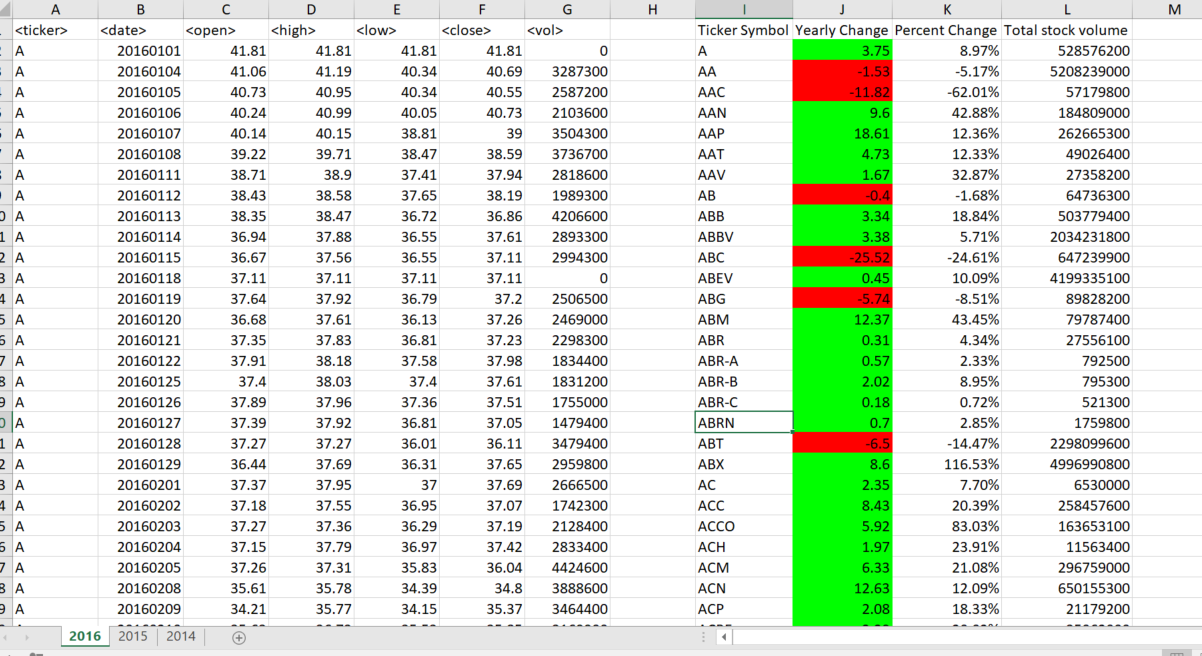 A B C D E F G H I J K L M
<ticker> <date> <open> <high> <low> <close> <vol> Ticker Symbol Yearly Change Percent Change Total stock volume
A 20160101 41.81 41.81 41.81 41.81 0 A 3.75 8.97% 528576200
A 20160104 41.06 41.19 40.34 40.69 3287300 AA -1.53 -5.17% 5208239000
A 20160105 40.73 40.95 40.34 40.55 2587200 AAC -11.82 -62.01% 57179800
A 20160106 40.24 40.99 40.05 40.73 2103600 AAN 9.6 42.88% 184809000
A 20160107 40.14 40.15 38.81 39 3504300 AAP 18.61 12.36% 262665300
A 20160108 39.22 39.71 38.47 38.59 3736700 AAT 4.73 12.33% 49026400
A 20160111 38.71 38.9 37.41 37.94 2818600 AAV 1.67 32.87% 27358200
A 20160112 38.43 38.58 37.65 38.19 1989300 AB -0.4 -1.68% 64736300
A 20160113 38.35 38.47 36.72 36.86 4206600 ABB 3.34 18.84% 503779400
A 20160114 36.94 37.88 36.55 37.61 2893300 ABBV 3.38 5.71% 2034231800
A 20160115 36.67 37.56 36.55 37.11 2994300 ABC -25.52 -24.61% 647239900
A 20160118 37.11 37.11 37.11 37.11 0 ABEV 0.45 10.09% 4199335100
A 20160119 37.64 37.92 36.79 37.2 2506500 ABG -5.74 -8.51% 89828200
A 20160120 36.68 37.61 36.13 37.26 2469000 ABM 12.37 43.45% 79787400
A 20160121 37.35 37.83 36.81 37.23 2298300 ABR 0.31 4.34% 27556100
A 20160122 37.91 38.18 37.58 37.98 1834400 ABR-A 0.57 2.33% 792500
A 20160125 37.4 38.03 37.4 37.61 1831200 ABR-B 2.02 8.95% 795300
A 20160126 37.89 37.96 37.36 37.51 1755000 ABR-C 0.18 0.72% 521300
A 20160127 37.39 37.92 36.81 37.05 1479400 ABRN 0.7 2.85% 1759800
A 20160128 37.27 37.27 36.01 36.11 3479400 ABT -6.5 -14.47% 2298099600
A 20160129 36.44 37.69 36.31 37.65 2959800 ABX 8.6 116.53% 4996990800
A 20160201 37.37 37.95 37 37.69 2666500 AC 2.35 7.70% 6530000
A 20160202 37.18 37.55 36.95 37.07 1742300 ACC 8.43 20.39% 258457600
A 20160203 37.27 37.36 36.29 37.19 2128400 ACCO 5.92 83.03% 163653100
A 20160204 37.15 37.79 36.97 37.42 2833400 ACH 1.97 23.91% 11563400
A 20160205 37.26 37.31 35.83 36.04 4424600 ACM 6.33 21.08% 296759000
A 20160208 35.61 35.78 34.39 34.8 3888600 ACN 12.63 12.09% 650155300
A 20160209 34.21 35.77 34.15 35.37 3464400 ACP 2.08 18.33% 21179200
2016 2015 2014